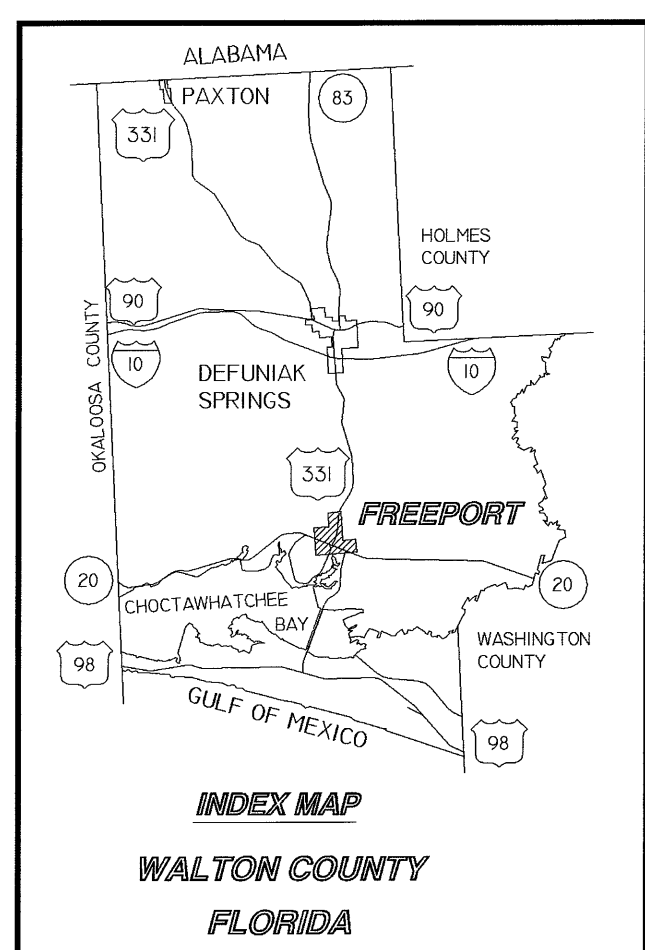 ALABAMA
PAXTON
83
331
HOLMES
COUNTY
90
90
OKALOOSA COUNTY
10
10
DEFUNIAK
SPRINGS
331
FREEPORT
20
20
CHOCTAWHATCHEE
BAY
WASHINGTON
COUNTY
98
GULF OF MEXICO
98
INDEX MAP
WALTON COUNTY
FLORIDA